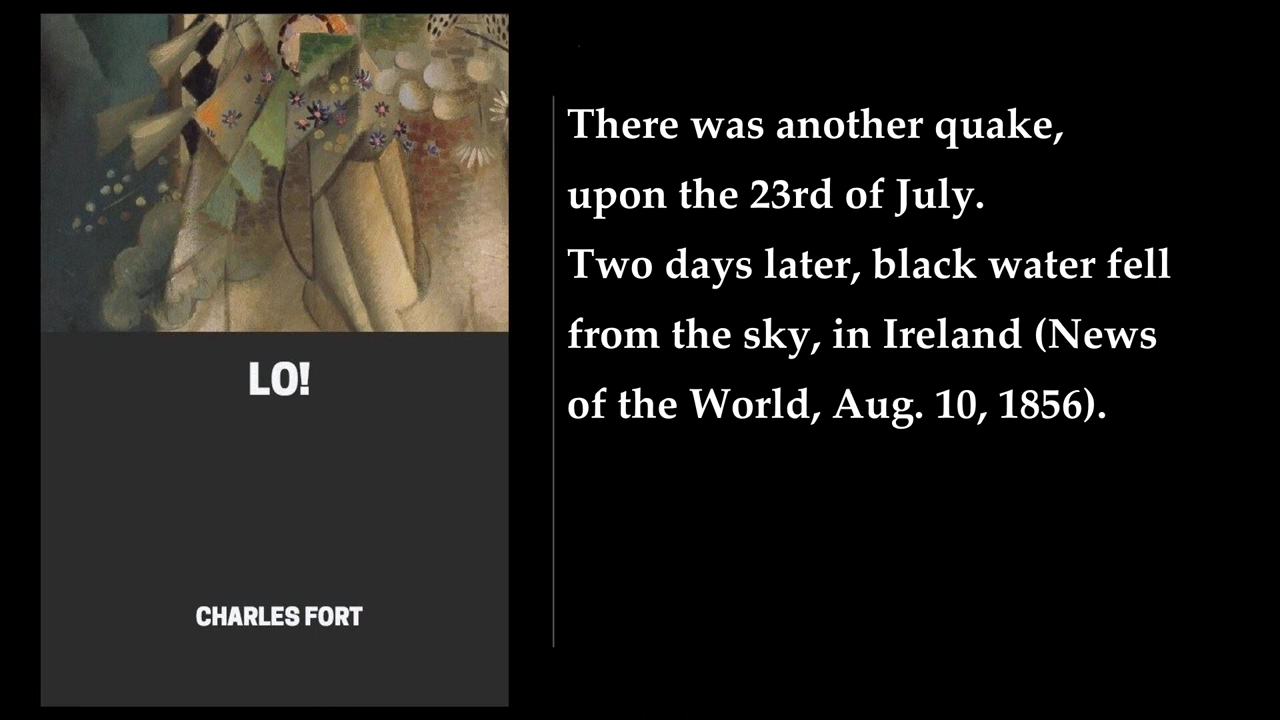 LO!
CHARLES FORT
There was another quake,
upon the 23rd of July.
Two days later, black water fell
from the sky, in Ireland (News
of the World, Aug. 10, 1856).